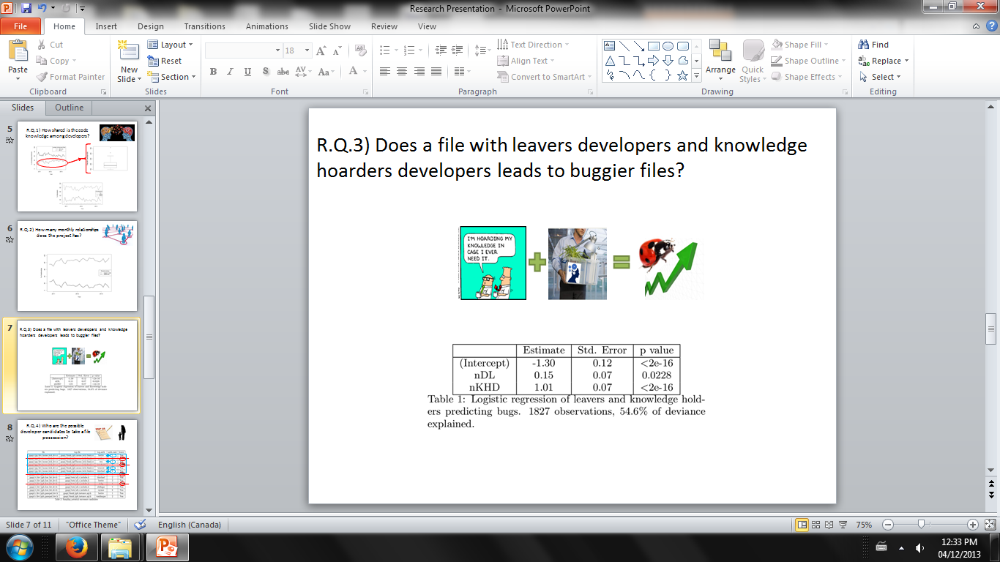 Research Presentation - Microsoft PowerPoint
File Home Insert Design Transitions Animations Slide Show Review View
Paste
Cut
Copy
Format Painter
Clipboard
New
Slide
Layout
Reset
Section
Slides
18
B I U S abc AV Aa A
Font
Text Direction
Align Text
Convert to SmartArt
Paragraph
Arrange
Quick
Styles
Shape Fill
Shape Outline
Shape Effects
Drawing
Find
Replace
Select
Editing
Slides Outline
5
R.Q. 1) How shared is the code
knowledge among developers?
6
R.Q. 2) How many monthly relationships
does the project has?
7
R.Q.3) Does a file with leavers developers and knowledge
hoarders developers leads to buggier files?
8
R.Q. 4) Who are the possible
developer candidates to take a file
possession?
R.Q.3) Does a file with leavers developers and knowledge
hoarders developers leads to buggier files?
I'M HOARDING MY
KNOWLEDGE IN
CASE I EVER
NEED IT.
Estimate Std. Error p value
(Intercept) -1.30 0.12 <2e-16
nDL 0.15 0.07 0.0228
nKHD 1.01 0.07 <2e-16
Table 1: Logistic regression of leavers and knowledge hold-
ers predicting bugs. 1827 observations, 54.6% of deviance
explained.
Slide 7 of 11 "Office Theme" English (Canada) 75%
12:33 PM
04/12/2013